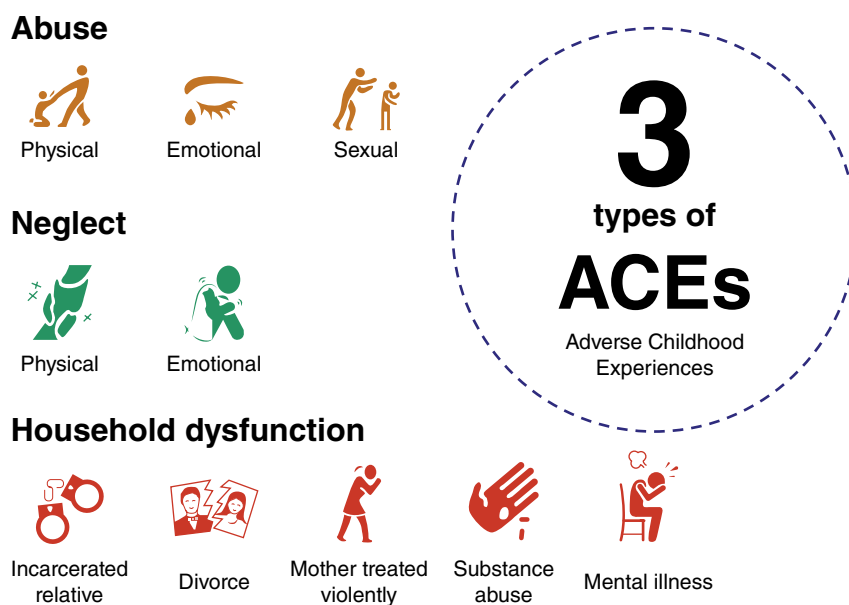 Abuse
Physical
Emotional
Sexual
3
types of
ACEs
Adverse Childhood
Experiences
Neglect
Physical
Emotional
Household dysfunction
Incarcerated
relative
Divorce
Mother treated
violently
Substance
abuse
Mental illness